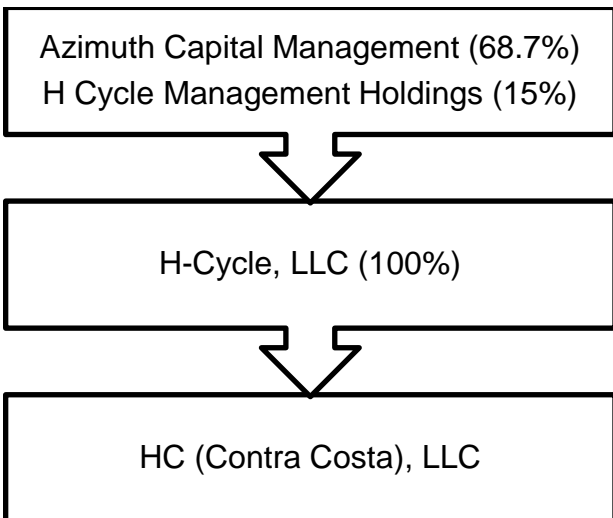 Azimuth Capital Management (68.7%)
H Cycle Management Holdings (15%)
H-Cycle, LLC (100%)
HC (Contra Costa), LLC